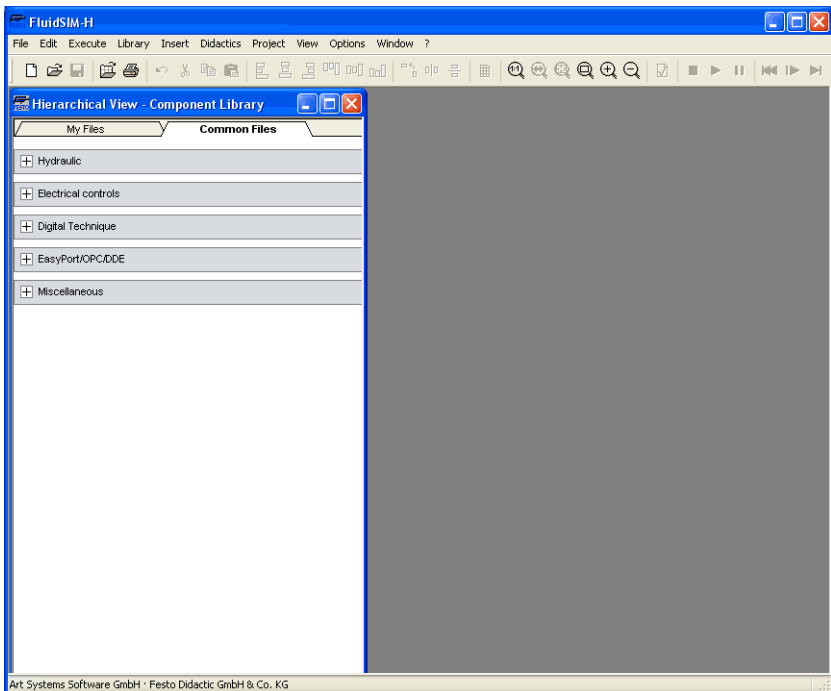 FluidSIM-H
File Edit Execute Library Insert Didactics Project View Options Window ?
Hierarchical View - Component Library
My Files Common Files
Hydraulic
Electrical controls
Digital Technique
EasyPort/OPC/DDE
Miscellaneous
Art Systems Software GmbH · Festo Didactic GmbH & Co. KG